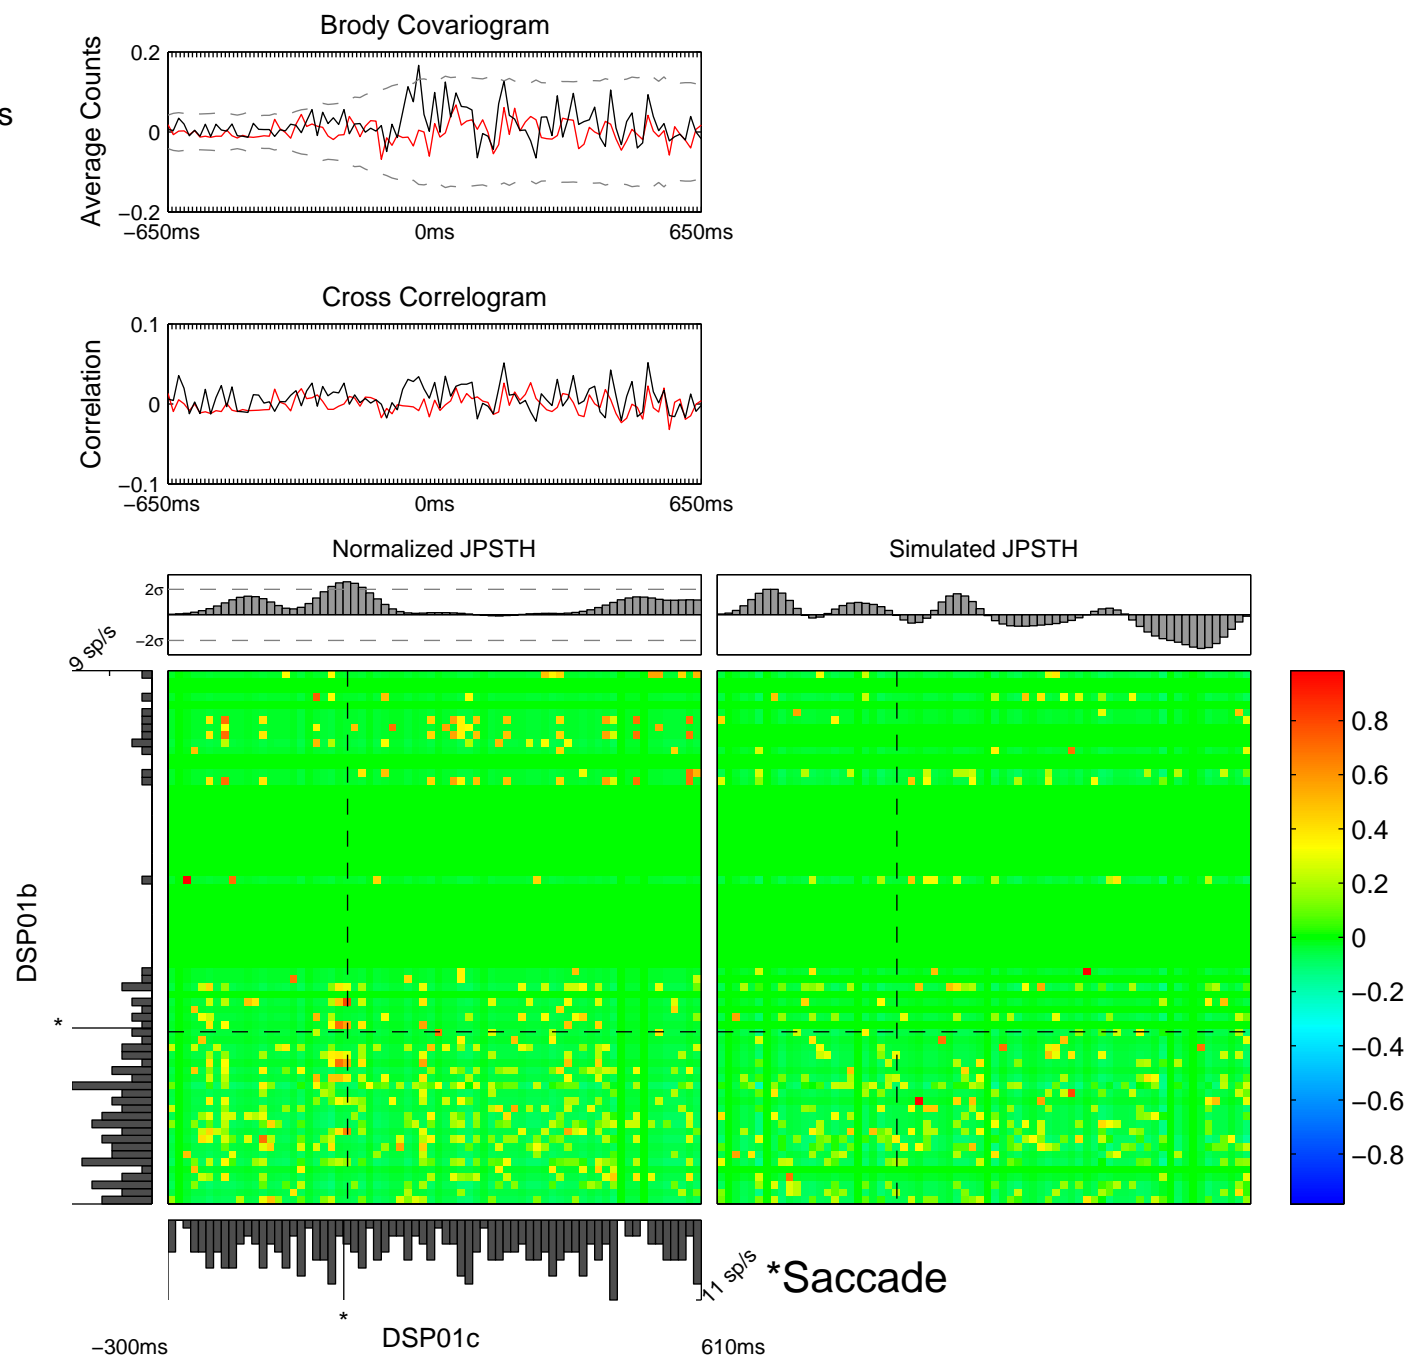 Brody Covariogram
s
Average Counts
0.2
0
−0.2
−650ms
0ms
650ms
Cross Correlogram
Correlation
0.1
0
−0.1
−650ms
0ms
650ms
Normalized JPSTH
Simulated JPSTH
2σ
−2σ
9 sp/s
DSP01b
*
0.8
0.6
0.4
0.2
0
−0.2
−0.4
−0.6
−0.8
11 sp/s
*Saccade
*
DSP01c
−300ms
610ms